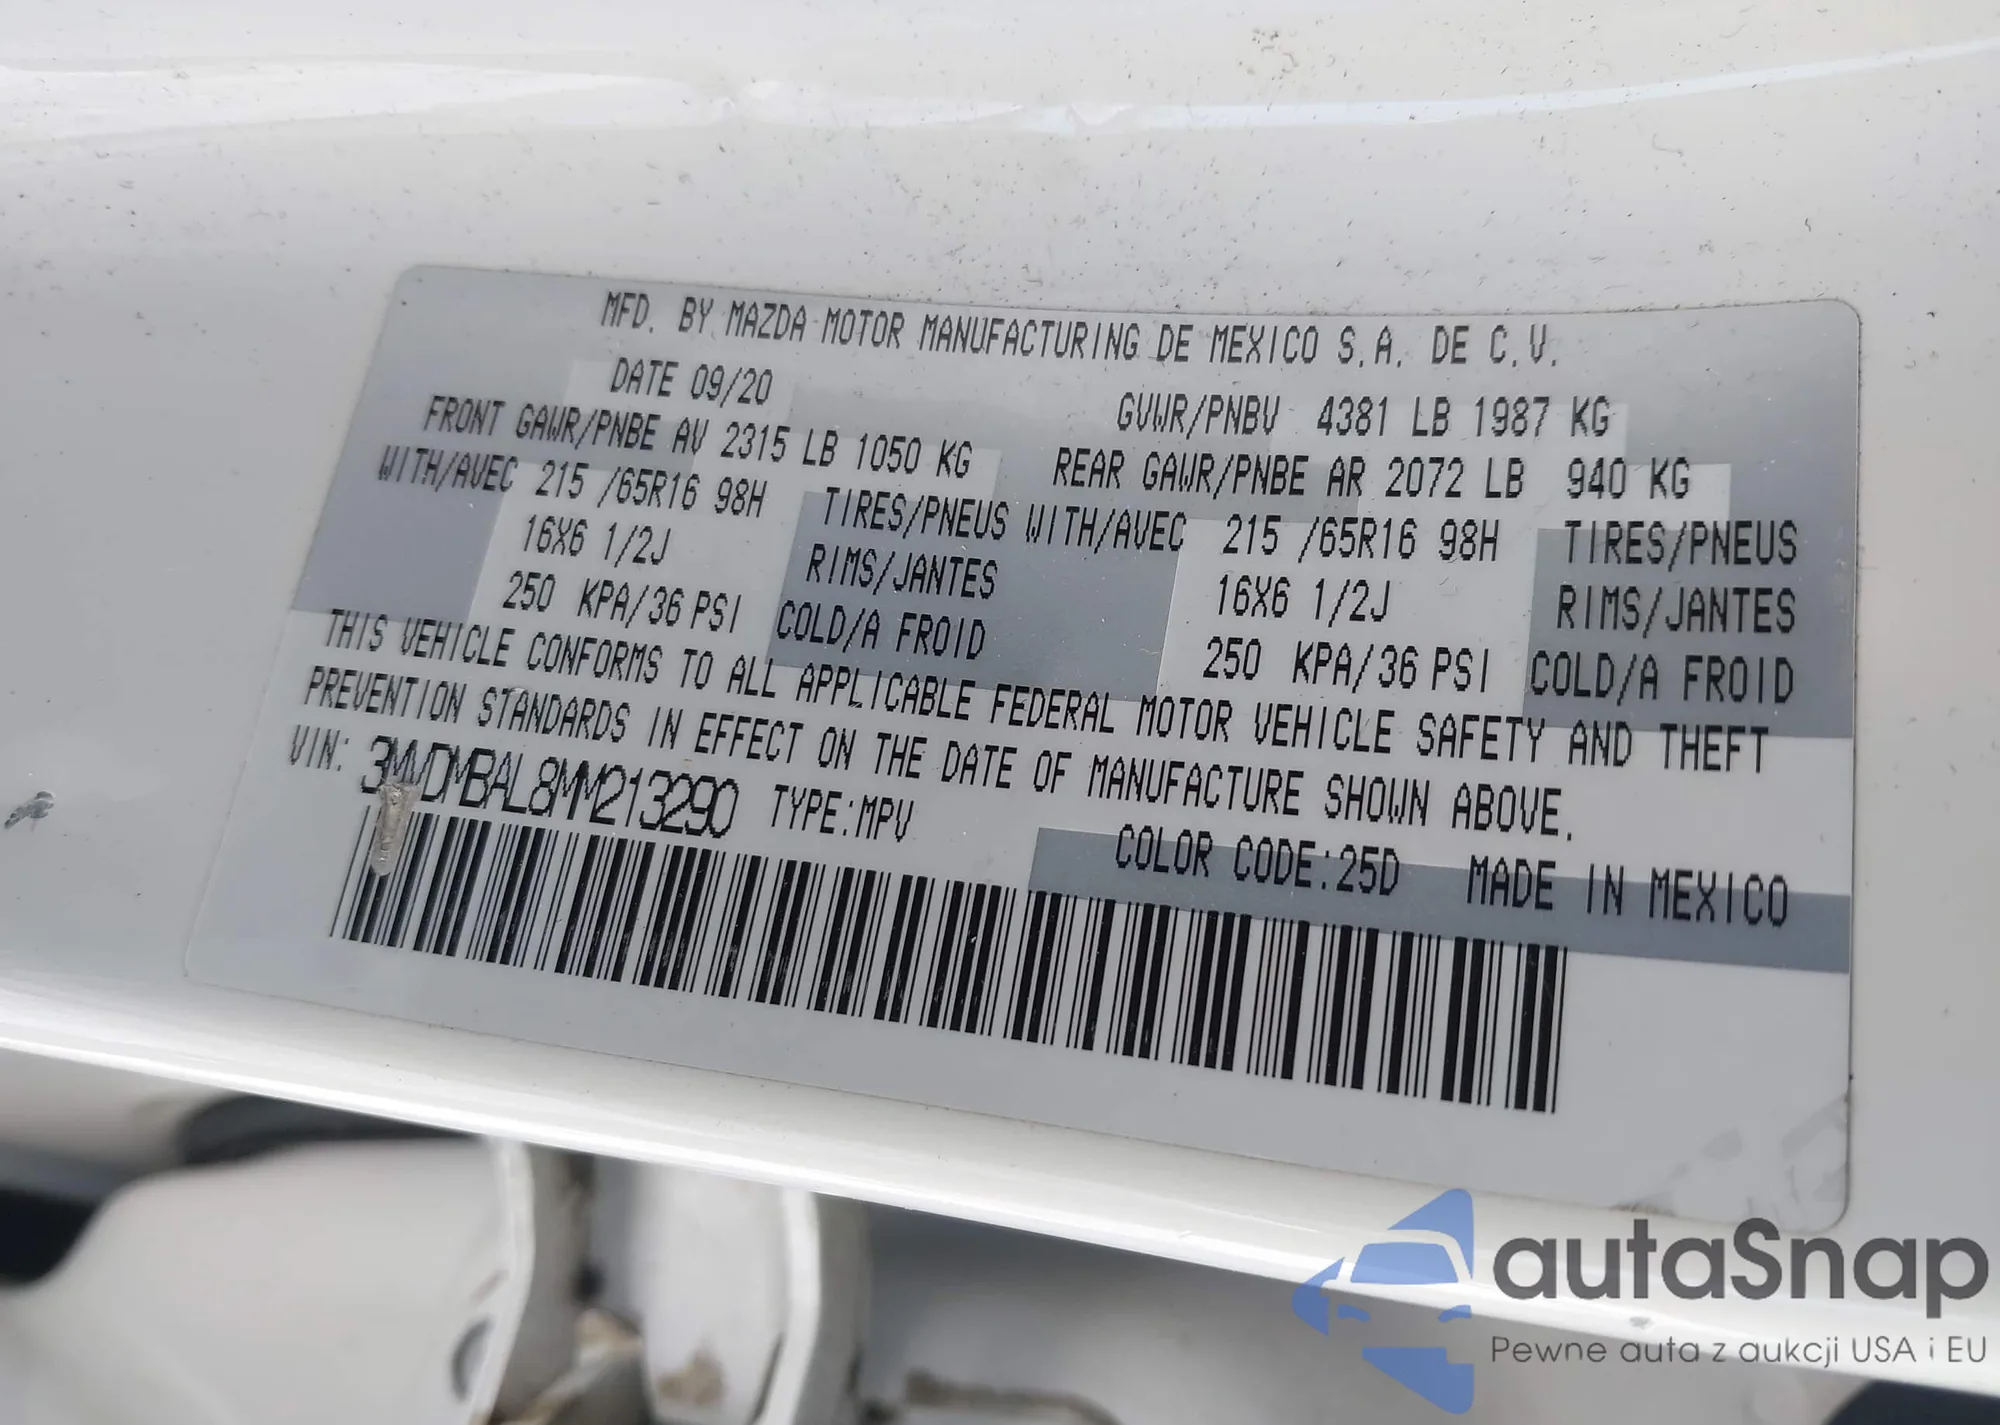 MFD. BY MAZDA MOTOR MANUFACTURING DE MEXICO S.A. DE C.V.
DATE 09/20 GVWR/PNBV 4381 LB 1987 KG
FRONT GAWR/PNBE AV 2315 LB 1050 KG REAR GAWR/PNBE AR 2072 LB 940 KG
WITH/AVEC 215 /65R16 98H TIRES/PNEUS WITH/AVEC 215 /65R16 98H TIRES/PNEUS
16X6 1/2J RIMS/JANTES 16X6 1/2J RIMS/JANTES
250 KPA/36 PSI COLD/A FROID 250 KPA/36 PSI COLD/A FROID
THIS VEHICLE CONFORMS TO ALL APPLICABLE FEDERAL MOTOR VEHICLE SAFETY AND THEFT
PREVENTION STANDARDS IN EFFECT ON THE DATE OF MANUFACTURE SHOWN ABOVE.
VIN: 3MVDMBAL8MM213290 TYPE:MPV COLOR CODE:25D MADE IN MEXICO
autaSnap
Pewne auta z aukcji USA i EU